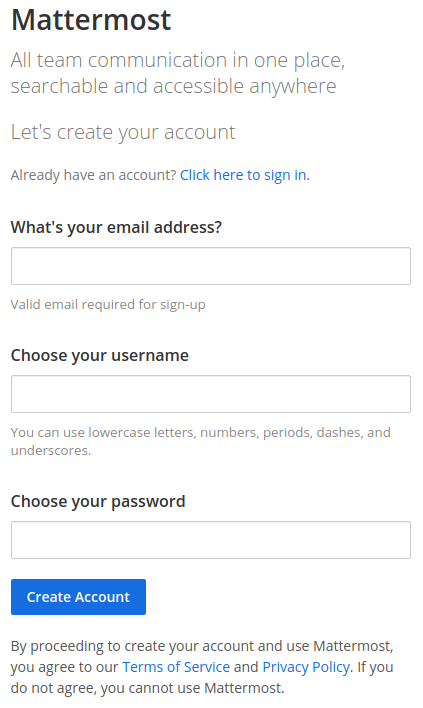 Mattermost
All team communication in one place,
searchable and accessible anywhere
Let's create your account
Already have an account? Click here to sign in.
What's your email address?
Valid email required for sign-up
Choose your username
You can use lowercase letters, numbers, periods, dashes, and
underscores.
Choose your password
Create Account
By proceeding to create your account and use Mattermost,
you agree to our Terms of Service and Privacy Policy. If you
do not agree, you cannot use Mattermost.